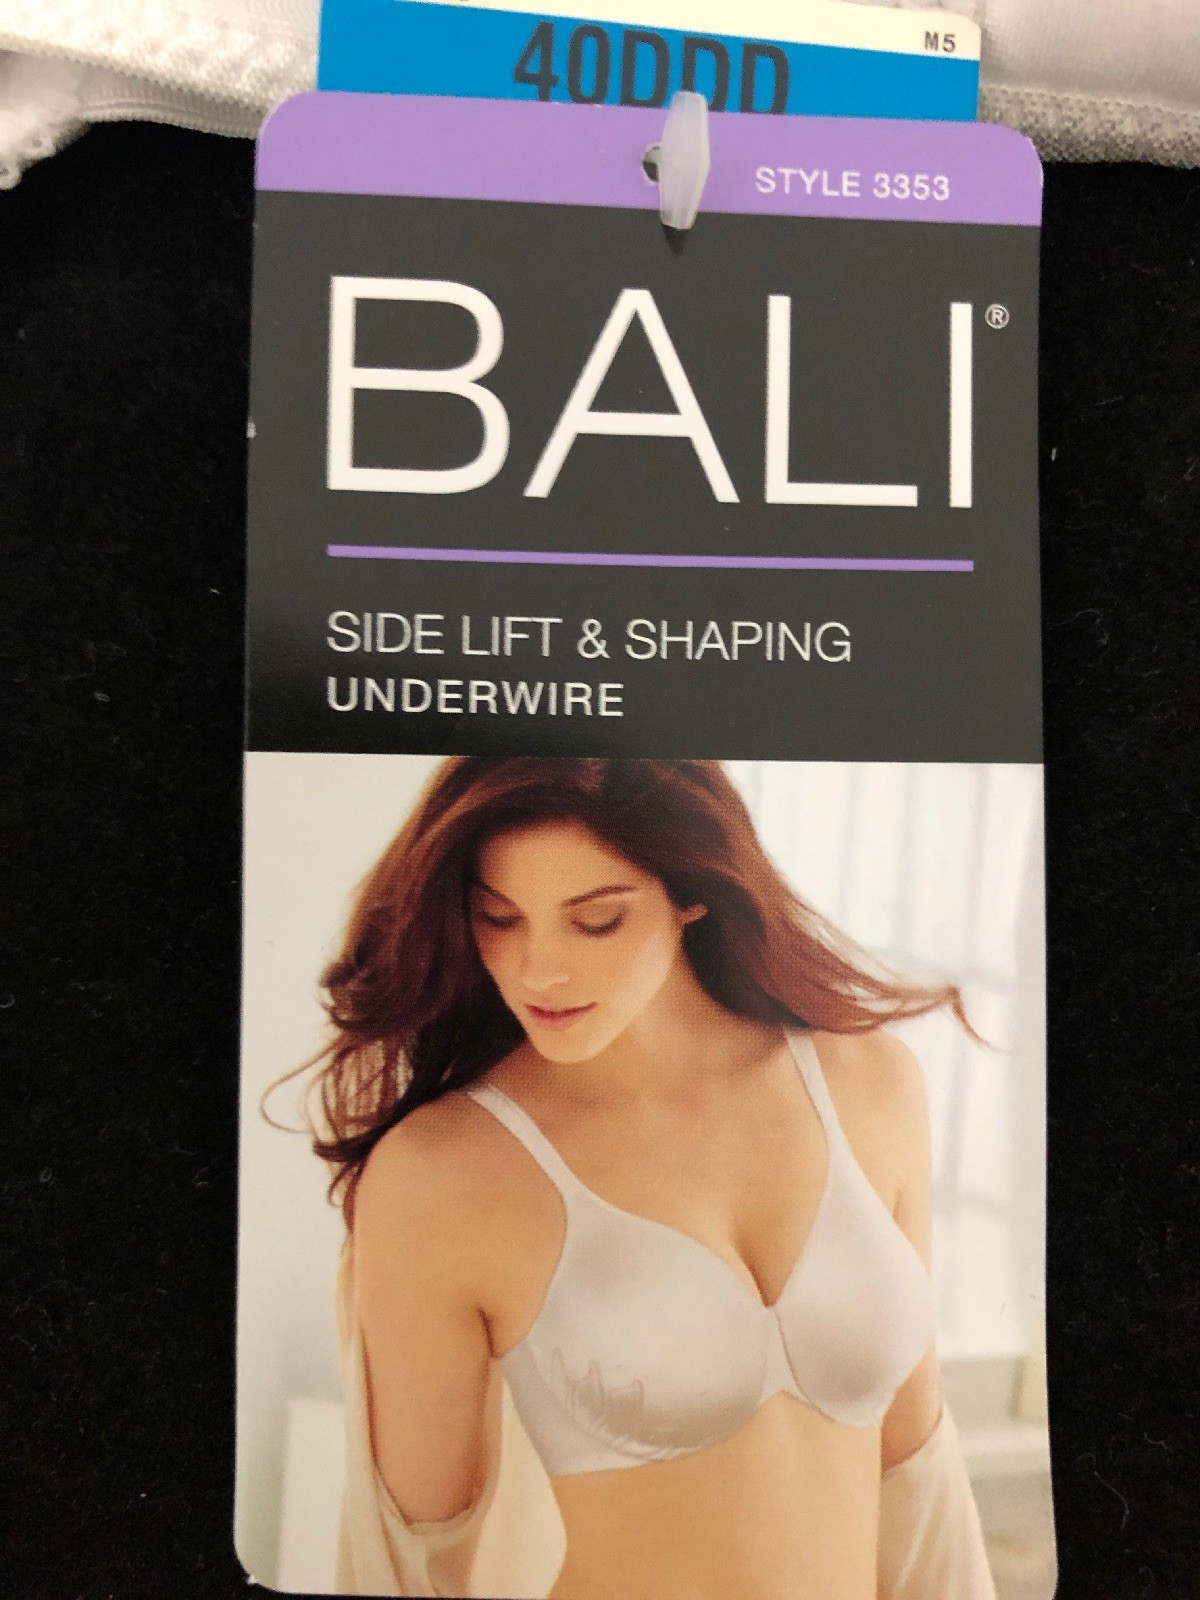 M5
40DDD
STYLE 3353
BALI®
SIDE LIFT & SHAPING
UNDERWIRE